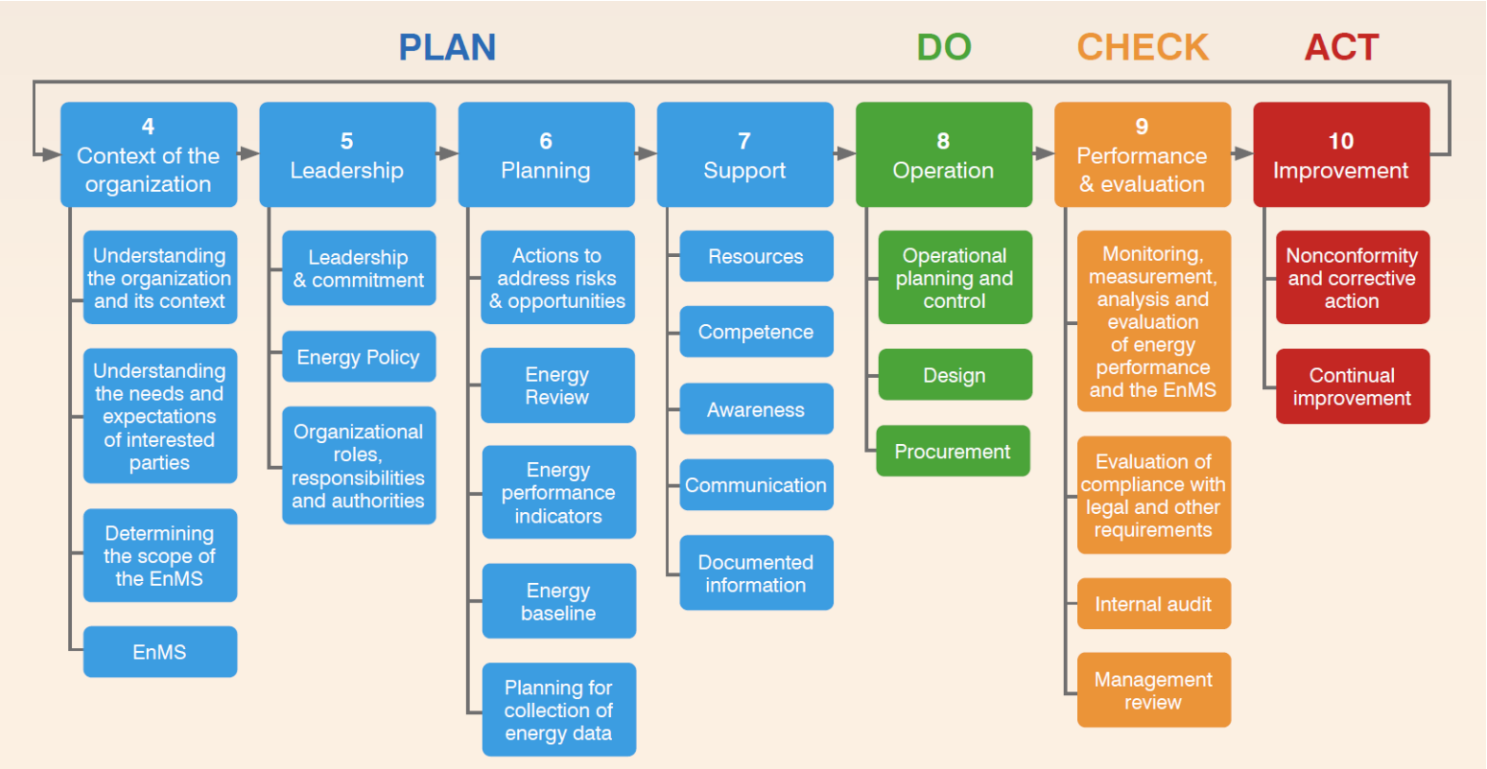 PLAN
DO
CHECK
ACT
4
Context of the
organization
5
Leadership
6
Planning
7
Support
8
Operation
9
Performance
& evaluation
10
Improvement
Understanding
the organization
and its context
Understanding
the needs and
expectations
of interested
parties
Determining
the scope of
the EnMS
EnMS
Leadership
& commitment
Energy Policy
Organizational
roles,
responsibilities
and authorities
Actions to
address risks
& opportunities
Energy
Review
Energy
performance
indicators
Energy
baseline
Planning for
collection of
energy data
Resources
Competence
Awareness
Communication
Documented
information
Operational
planning and
control
Design
Procurement
Monitoring,
measurement,
analysis and
evaluation
of energy
performance
and the EnMS
Evaluation of
compliance with
legal and other
requirements
Internal audit
Management
review
Nonconformity
and corrective
action
Continual
improvement